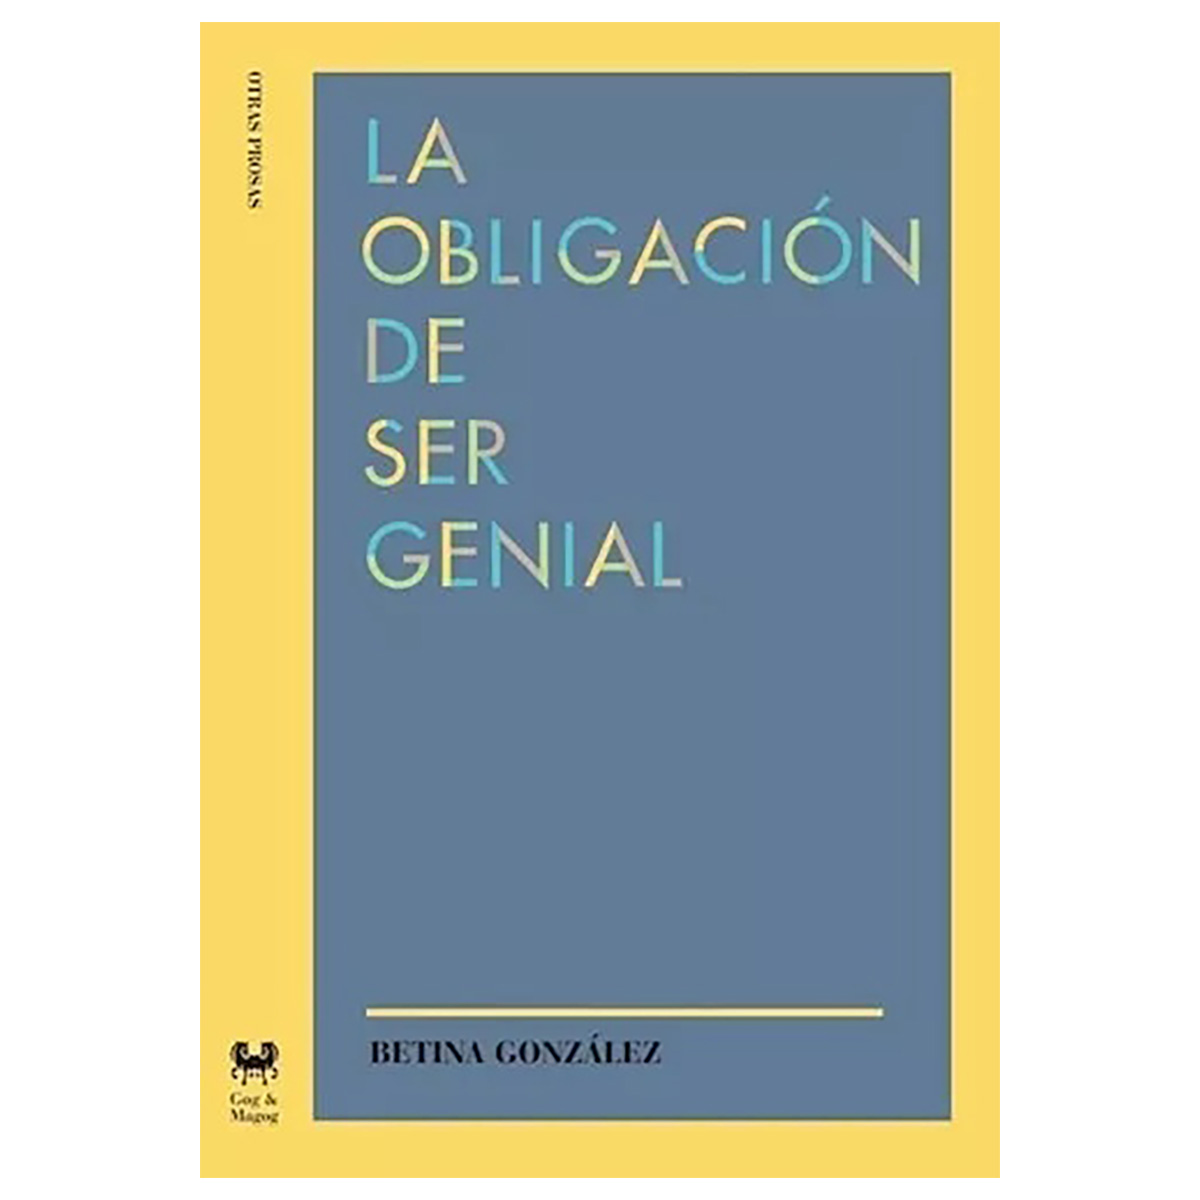 OTRAS PROSAS
LA
OBLIGACIÓN
DE
SER
GENIAL
BETINA GONZÁLEZ
Gog &
Magog